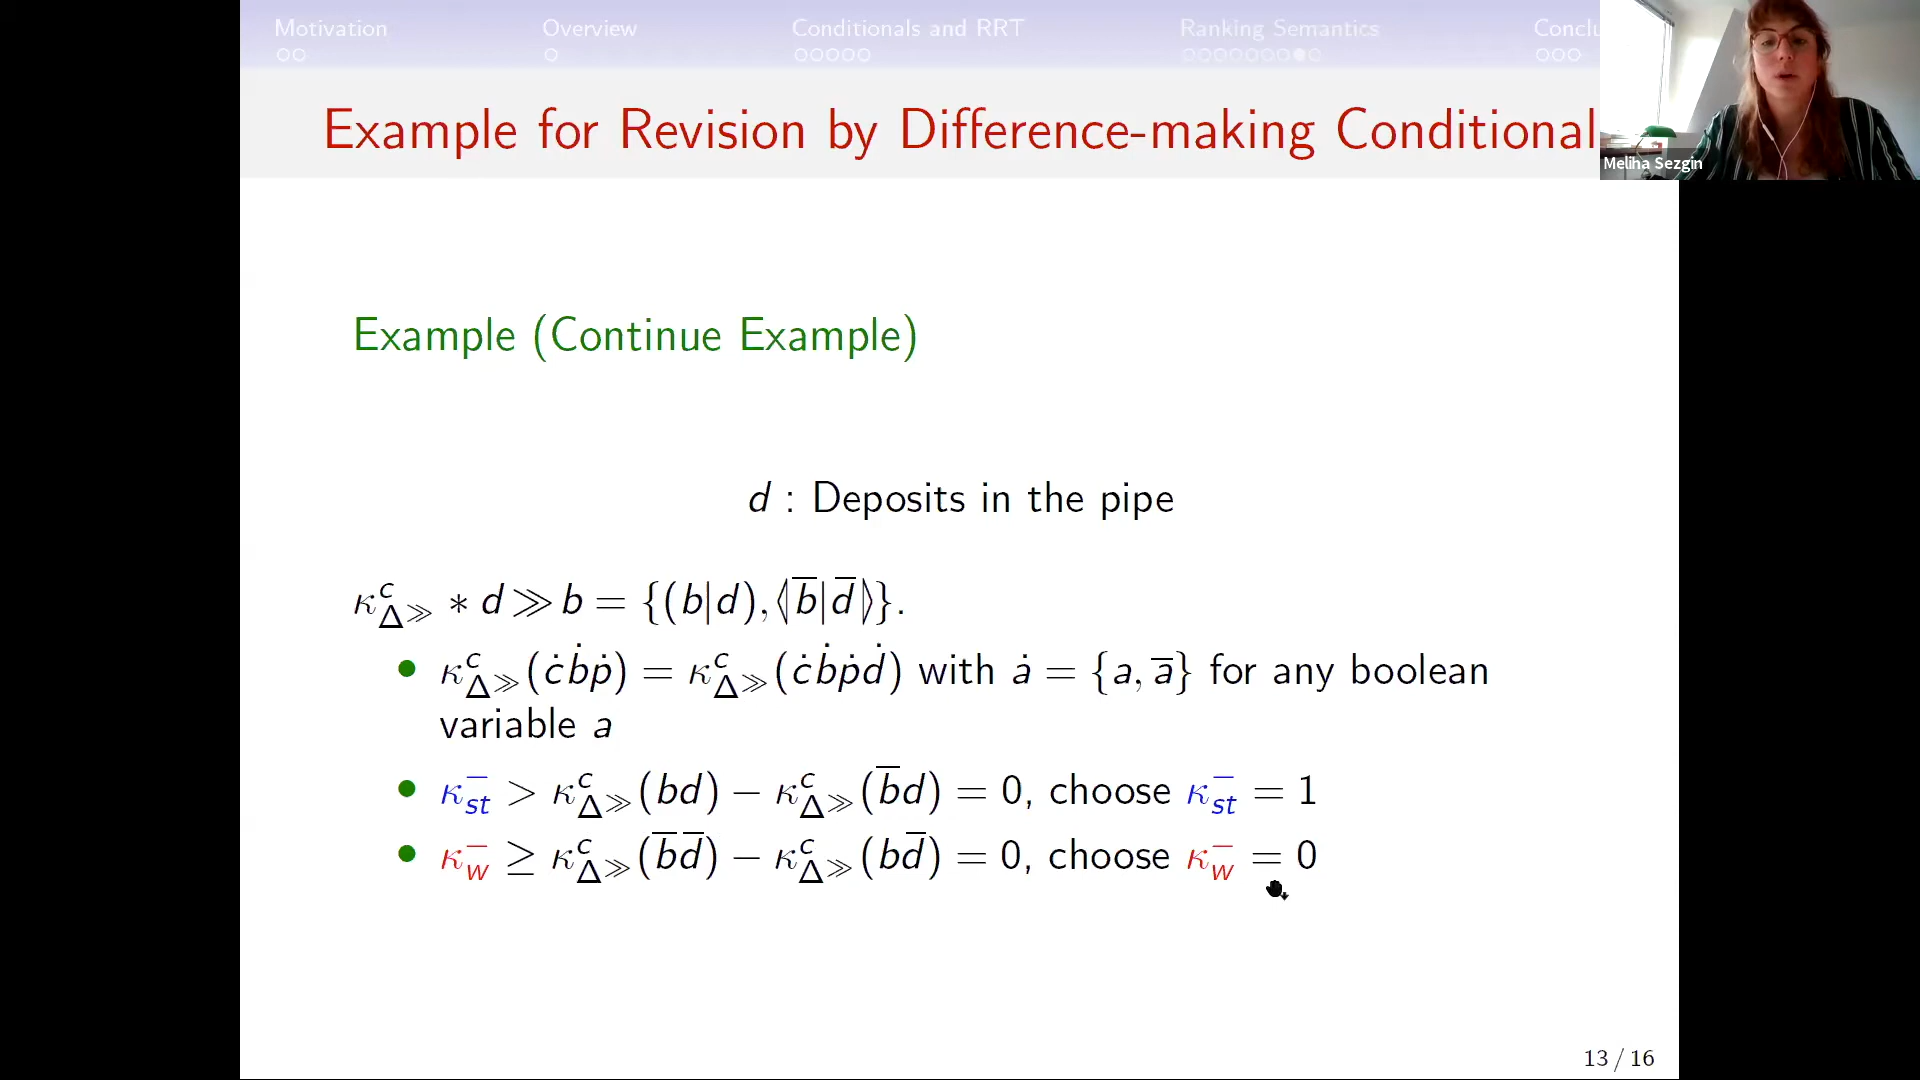 Motivation Overview Conditionals and RRT Ranking Semantics Conclu
Example for Revision by Difference-making Conditional
Meliha Sezgin
Example (Continue Example)
d : Deposits in the pipe
κ^c_{Δ≫} ∗ d ≫ b = {(b|d), ⟬b̅|d̅⟭}.
• κ^c_{Δ≫}(ċḃṗ) = κ^c_{Δ≫}(ċḃṗḋ) with ȧ = {a, a̅} for any boolean
variable a
• κ^−_{st} > κ^c_{Δ≫}(bd) − κ^c_{Δ≫}(b̅d) = 0, choose κ^−_{st} = 1
• κ^−_w ≥ κ^c_{Δ≫}(b̅d̅) − κ^c_{Δ≫}(bd̅) = 0, choose κ^−_w = 0
13 / 16